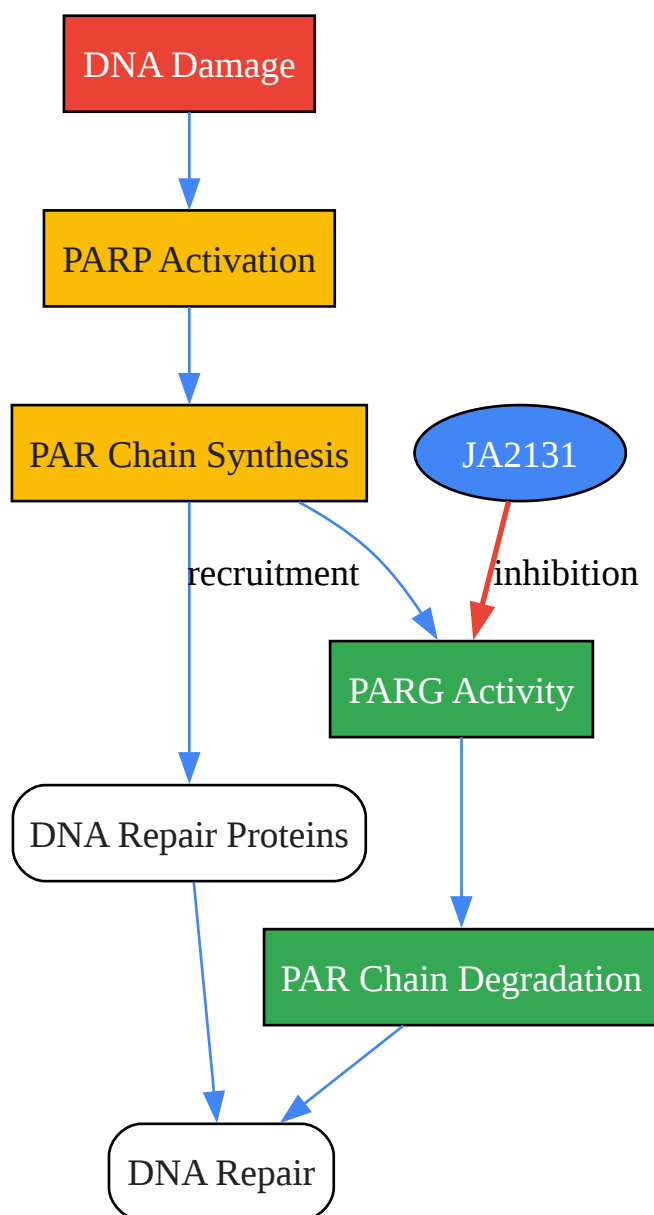 DNA Damage
PARP Activation
PAR Chain Synthesis
JA2131
recruitment
inhibition
PARG Activity
DNA Repair Proteins
PAR Chain Degradation
DNA Repair